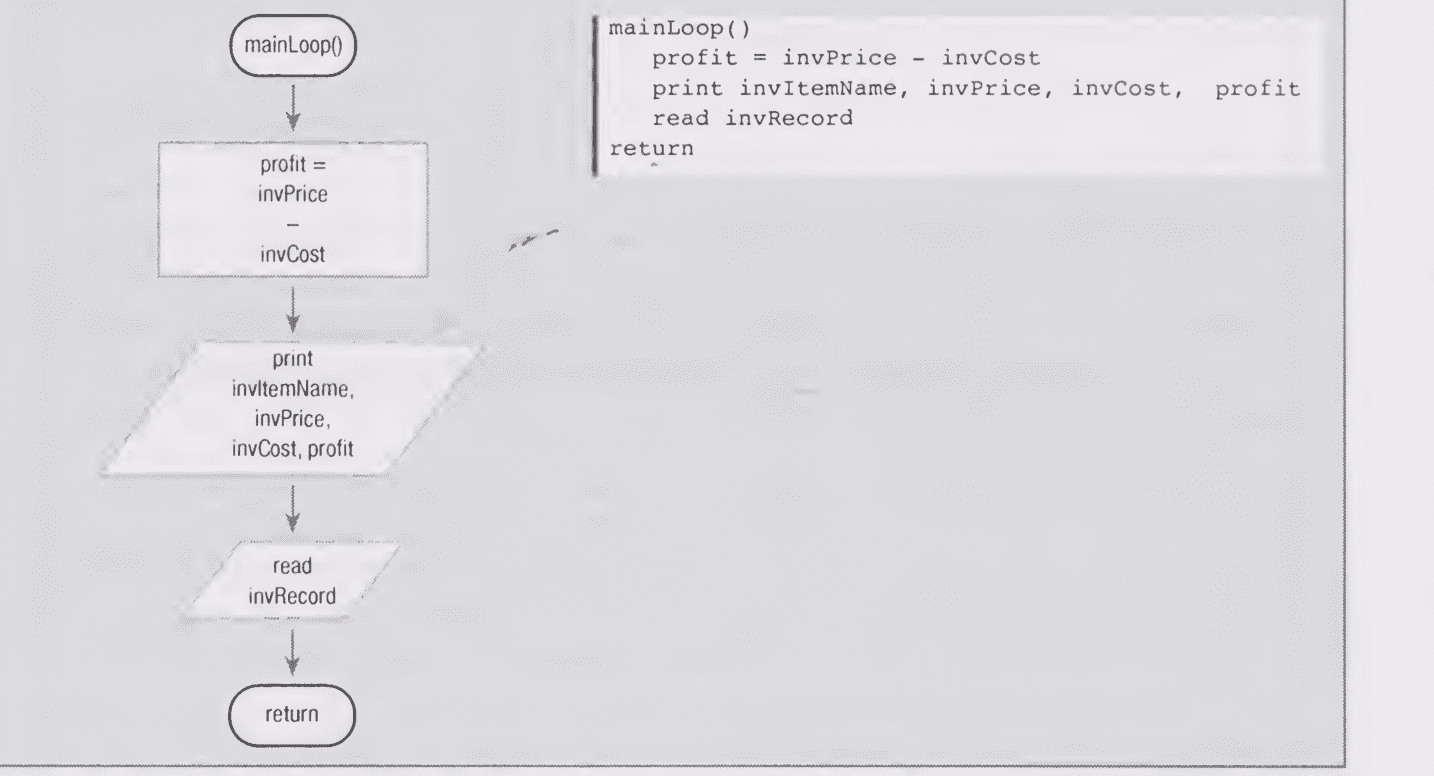 mainLoop()
profit =
invPrice
–
invCost
print
invItemName,
invPrice,
invCost, profit
read
invRecord
return
mainLoop()
profit = invPrice - invCost
print invItemName, invPrice, invCost, profit
read invRecord
return